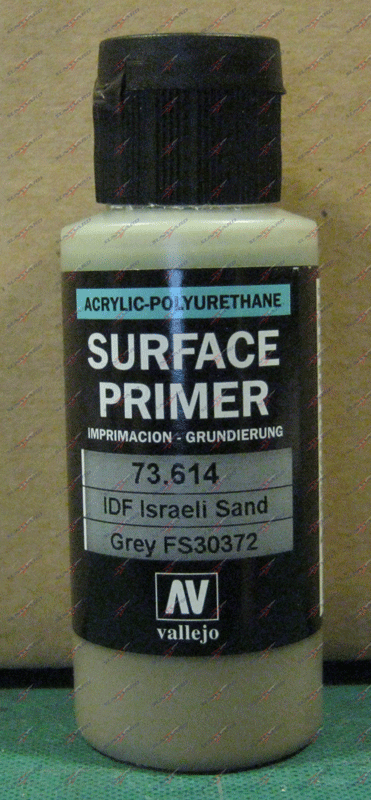 ACRYLIC-POLYURETHANE
SURFACE
PRIMER
IMPRIMACION - GRUNDIERUNG
73.614
IDF Israeli Sand
Grey FS30372
AV
vallejo